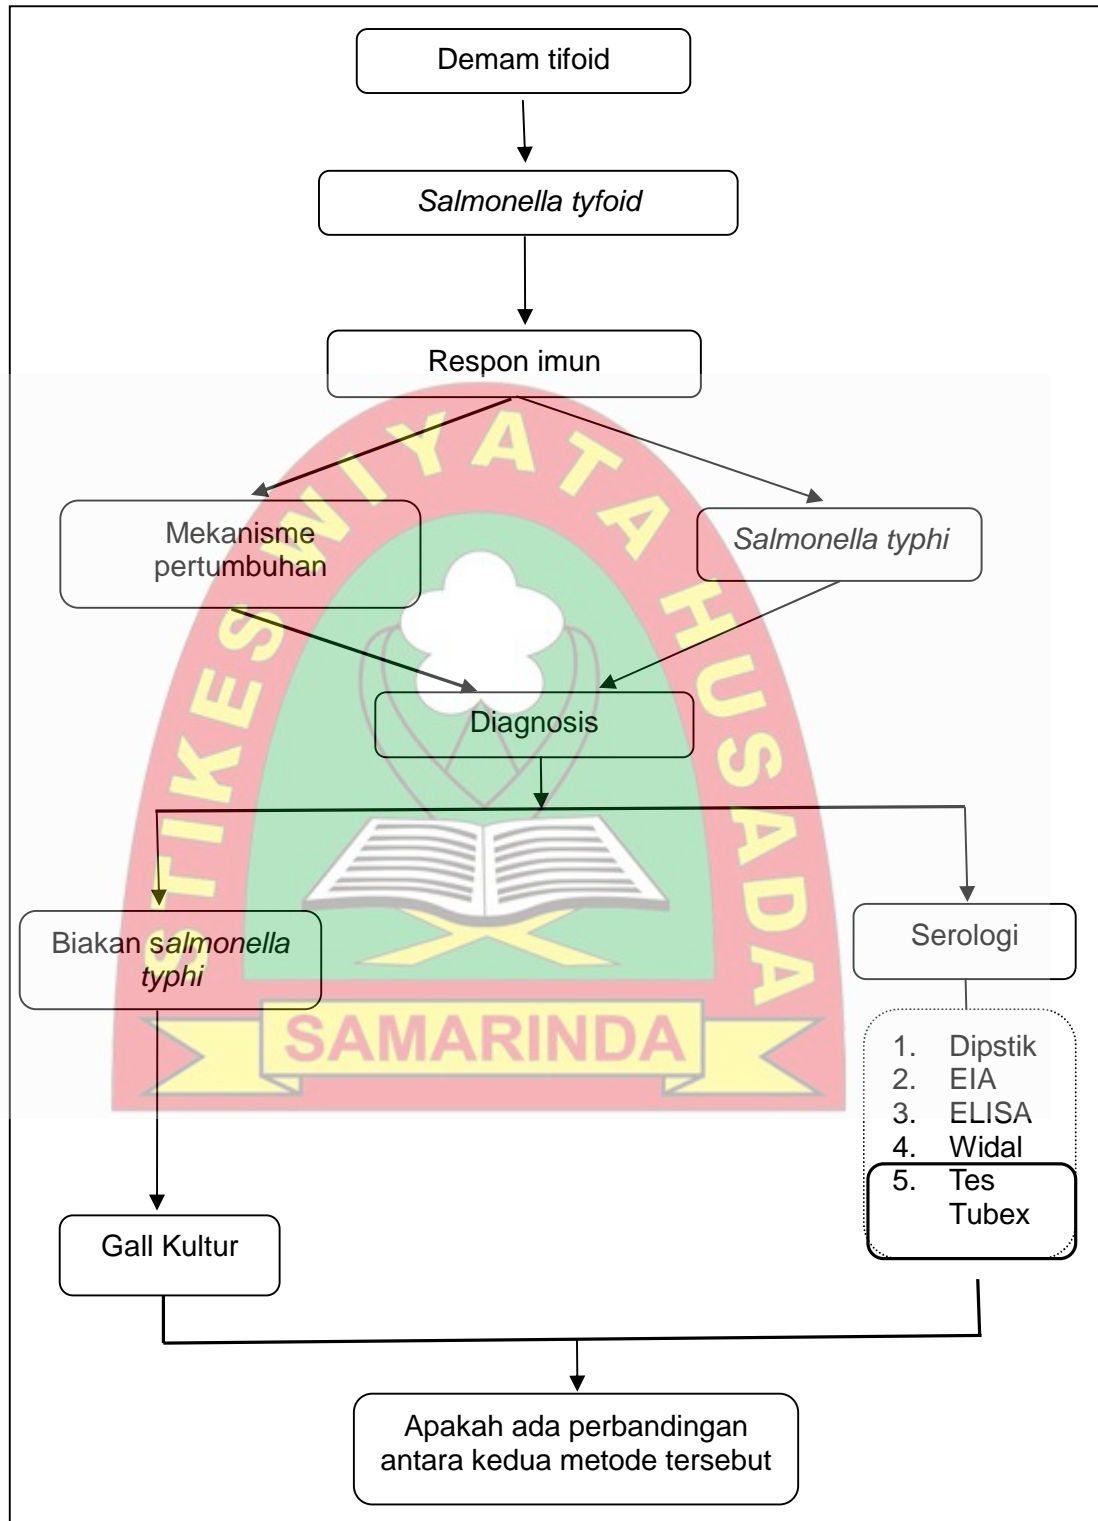 Demam tifoid
Salmonella tyfoid
Respon imun
Mekanisme
pertumbuhan
Salmonella typhi
Diagnosis
Biakan salmonella
typhi
Serologi
1. Dipstik
2. EIA
3. ELISA
4. Widal
5. Tes
Tubex
Gall Kultur
Apakah ada perbandingan
antara kedua metode tersebut
STIKES WIYATA HUSADA
SAMARINDA